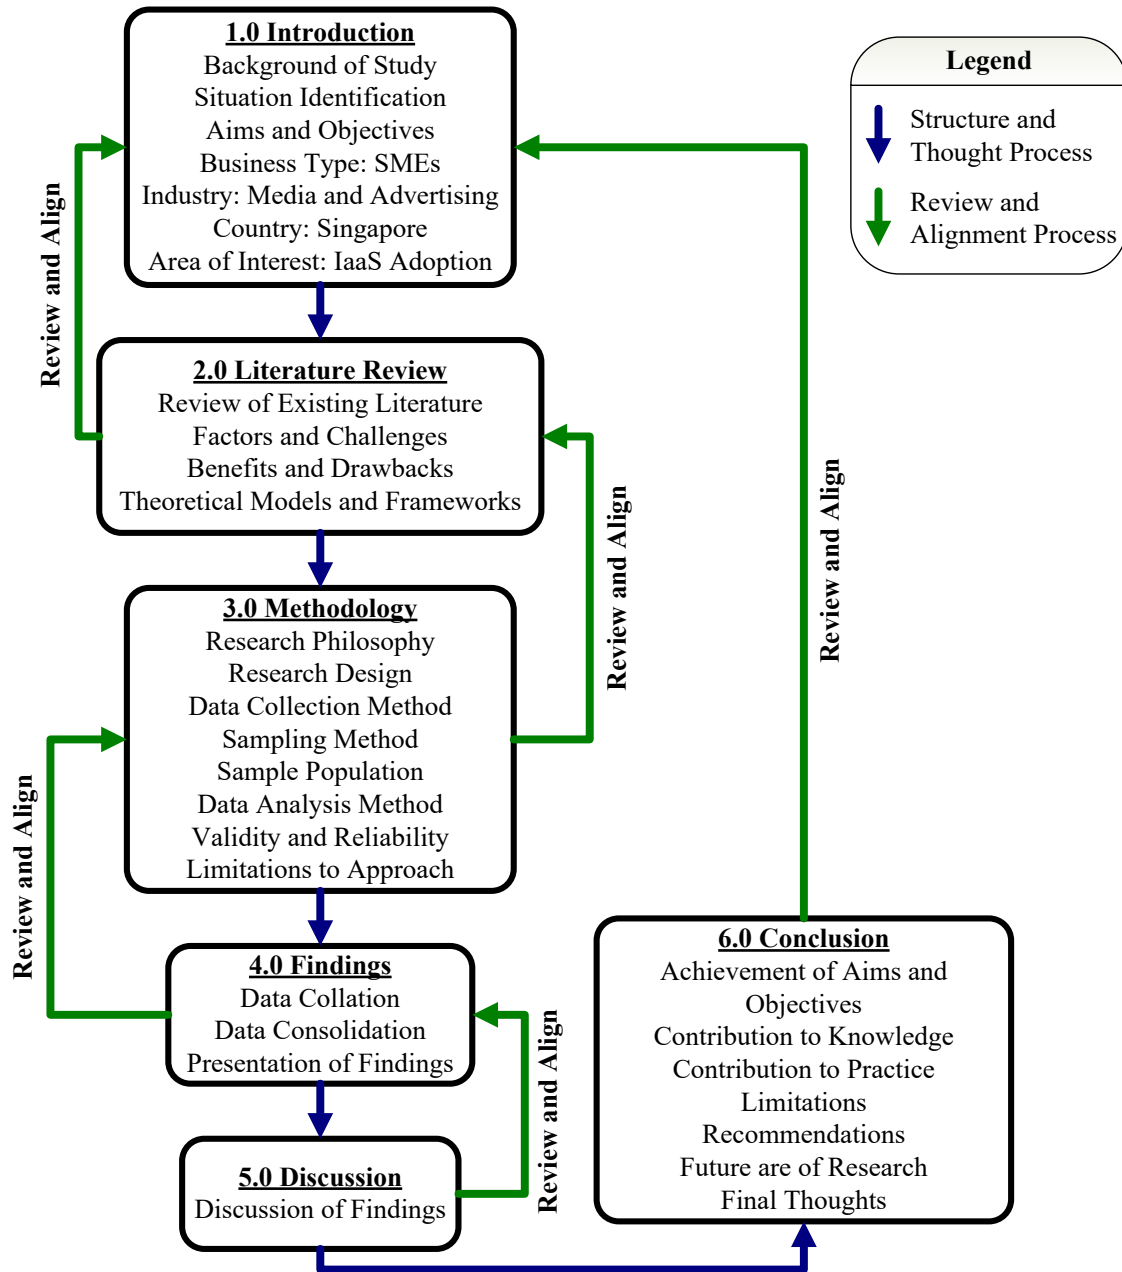 1.0 Introduction
Background of Study
Situation Identification
Aims and Objectives
Business Type: SMEs
Industry: Media and Advertising
Country: Singapore
Area of Interest: IaaS Adoption
Legend
Structure and
Thought Process
Review and
Alignment Process
Review and Align
2.0 Literature Review
Review of Existing Literature
Factors and Challenges
Benefits and Drawbacks
Theoretical Models and Frameworks
Review and Align
Review and Align
3.0 Methodology
Research Philosophy
Research Design
Data Collection Method
Sampling Method
Sample Population
Data Analysis Method
Validity and Reliability
Limitations to Approach
Review and Align
4.0 Findings
Data Collation
Data Consolidation
Presentation of Findings
Review and Align
5.0 Discussion
Discussion of Findings
6.0 Conclusion
Achievement of Aims and
Objectives
Contribution to Knowledge
Contribution to Practice
Limitations
Recommendations
Future are of Research
Final Thoughts